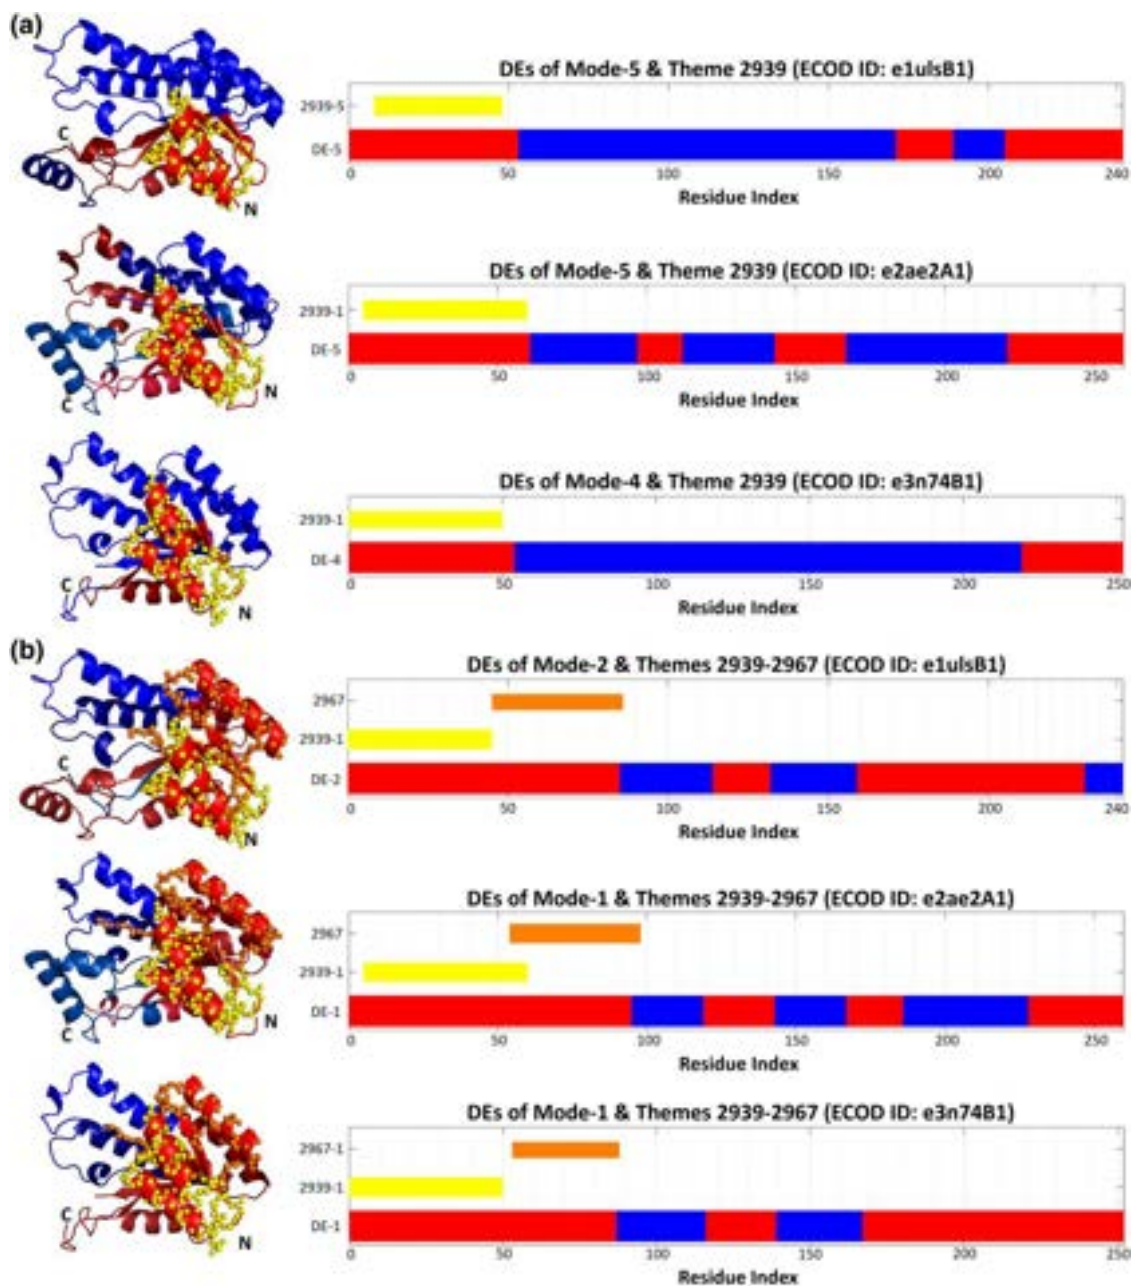 (a)
DEs of Mode-5 & Theme 2939 (ECOD ID: e1ulsB1)
2939-5
DE-5
0 50 100 150 200 240
Residue Index
C
N
DEs of Mode-5 & Theme 2939 (ECOD ID: e2ae2A1)
2939-1
DE-5
0 50 100 150 200 250
Residue Index
C
N
DEs of Mode-4 & Theme 2939 (ECOD ID: e3n74B1)
2939-1
DE-4
0 50 100 150 200 250
Residue Index
C
N
(b)
DEs of Mode-2 & Themes 2939-2967 (ECOD ID: e1ulsB1)
2967
2939-1
DE-2
0 50 100 150 200 240
Residue Index
C
N
DEs of Mode-1 & Themes 2939-2967 (ECOD ID: e2ae2A1)
2967
2939-1
DE-1
0 50 100 150 200 250
Residue Index
C
N
DEs of Mode-1 & Themes 2939-2967 (ECOD ID: e3n74B1)
2967-1
2939-1
DE-1
0 50 100 150 200 250
Residue Index
C
N